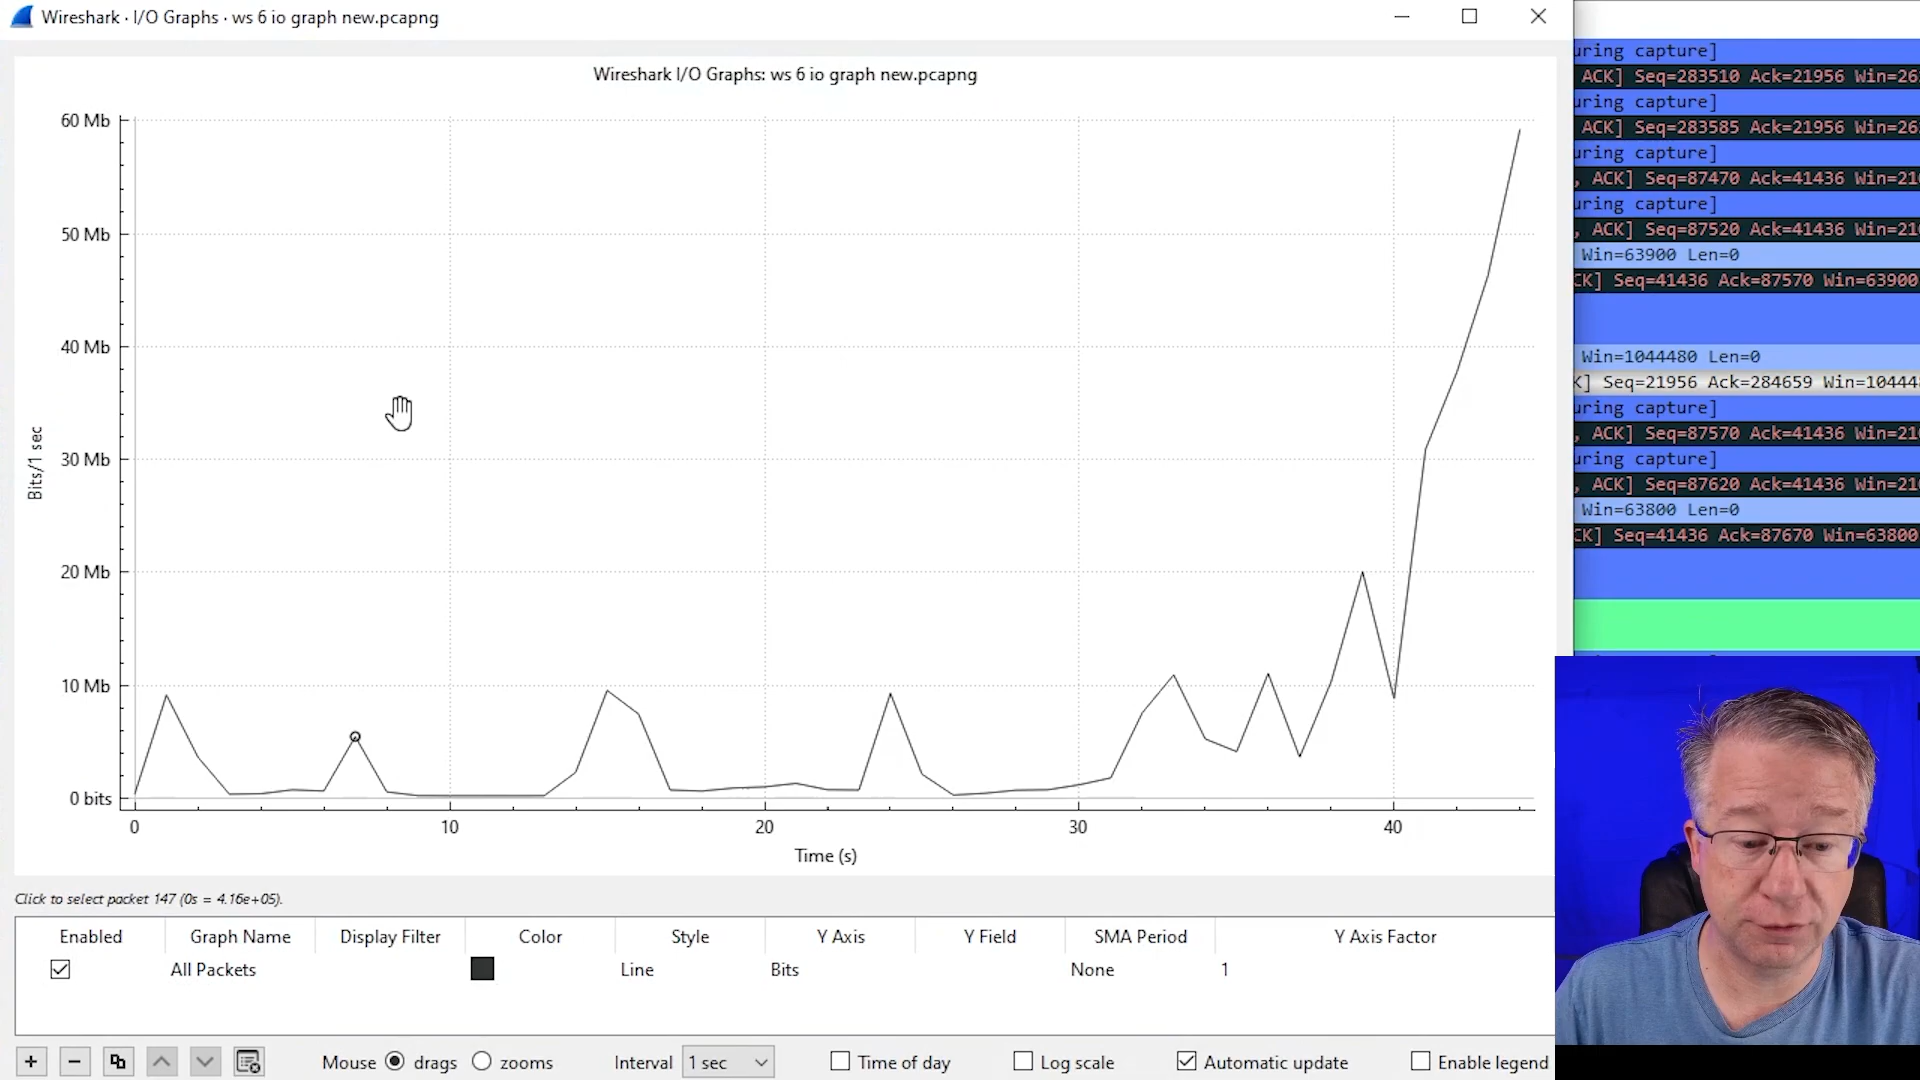 Wireshark · I/O Graphs · ws 6 io graph new.pcapng
Wireshark I/O Graphs: ws 6 io graph new.pcapng
60 Mb
50 Mb
40 Mb
30 Mb
20 Mb
10 Mb
0 bits
Bits/1 sec
0
10
20
30
40
Time (s)
Click to select packet 147 (0s = 4.16e+05).
Enabled Graph Name Display Filter Color Style Y Axis Y Field SMA Period Y Axis Factor
All Packets Line Bits None 1
Mouse drags zooms Interval 1 sec Time of day Log scale Automatic update Enable legend
uring capture]
ACK] Seq=283510 Ack=21956 Win=26
uring capture]
ACK] Seq=283585 Ack=21956 Win=26
uring capture]
, ACK] Seq=87470 Ack=41436 Win=21
uring capture]
, ACK] Seq=87520 Ack=41436 Win=21
Win=63900 Len=0
CK] Seq=41436 Ack=87570 Win=63900
Win=1044480 Len=0
K] Seq=21956 Ack=284659 Win=10444
uring capture]
, ACK] Seq=87570 Ack=41436 Win=21
uring capture]
, ACK] Seq=87620 Ack=41436 Win=21
Win=63800 Len=0
CK] Seq=41436 Ack=87670 Win=63800